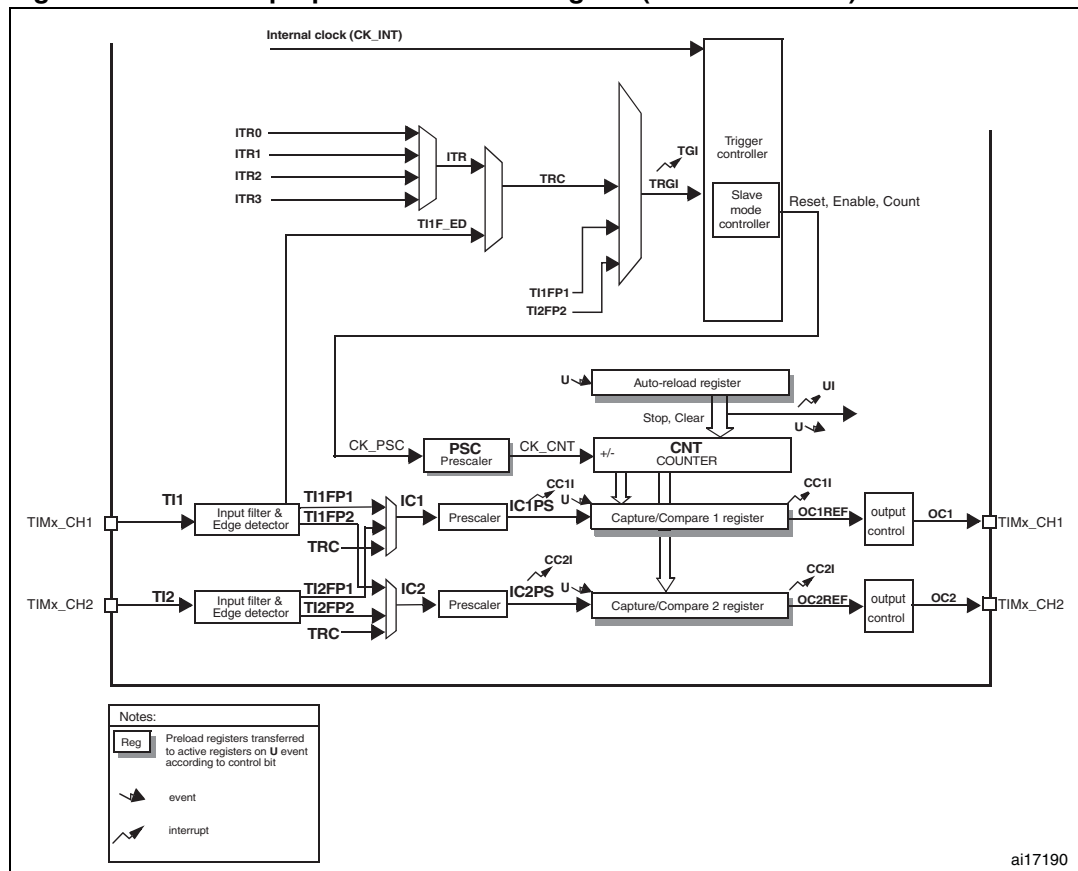 Internal clock (CK_INT)
ITR0
ITR1
ITR2
ITR3
ITR
TI1F_ED
TRC
TGI
TRGI
TI1FP1
TI2FP2
Trigger
controller
Slave
mode
controller
Reset, Enable, Count
U
Auto-reload register
UI
Stop, Clear
U
CK_PSC
PSC
Prescaler
CK_CNT
+/-
CNT
COUNTER
TIMx_CH1
TI1
Input filter &
Edge detector
TI1FP1
TI1FP2
TRC
IC1
Prescaler
CC1I
IC1PS
U
Capture/Compare 1 register
CC1I
OC1REF
output
control
OC1
TIMx_CH1
TIMx_CH2
TI2
Input filter &
Edge detector
TI2FP1
TI2FP2
TRC
IC2
Prescaler
CC2I
IC2PS
U
Capture/Compare 2 register
CC2I
OC2REF
output
control
OC2
TIMx_CH2
Notes:
Reg
Preload registers transferred
to active registers on U event
according to control bit
event
interrupt
ai17190